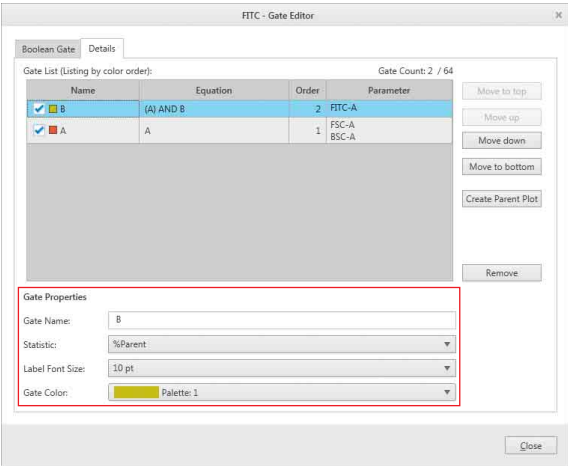 FITC - Gate Editor
Boolean Gate Details
Gate List (Listing by color order): Gate Count: 2 / 64
Name Equation Order Parameter
B (A) AND B 2 FITC-A
A A 1 FSC-A
BSC-A
Move to top
Move up
Move down
Move to bottom
Create Parent Plot
Remove
Gate Properties
Gate Name: B
Statistic: %Parent
Label Font Size: 10 pt
Gate Color: Palette: 1
Close